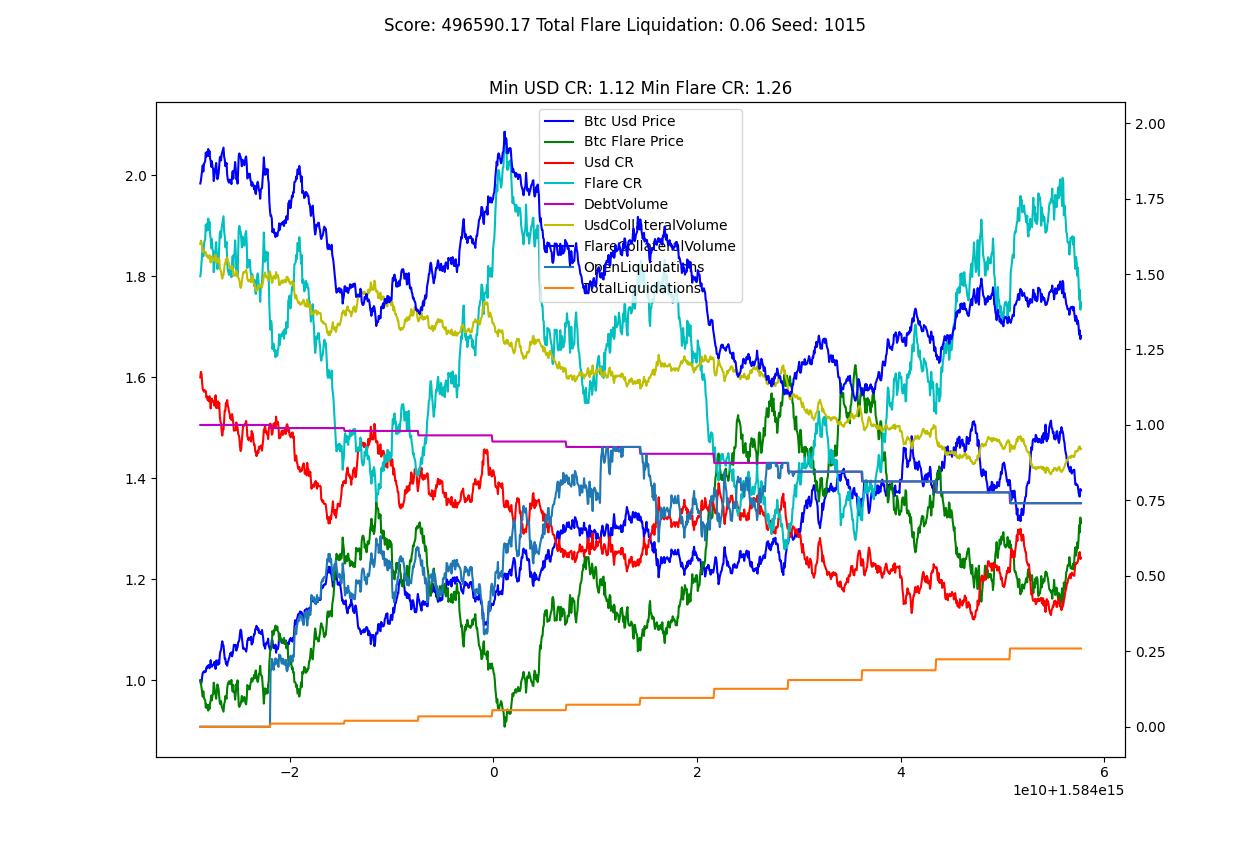 Score: 496590.17 Total Flare Liquidation: 0.06 Seed: 1015
Min USD CR: 1.12 Min Flare CR: 1.26
Btc Usd Price
Btc Flare Price
Usd CR
Flare CR
DebtVolume
UsdCollateralVolume
FlareCollateralVolume
OpenLiquidations
TotalLiquidations
2.0
1.8
1.6
1.4
1.2
1.0
2.00
1.75
1.50
1.25
1.00
0.75
0.50
0.25
0.00
−2 0 2 4 6
1e10+1.584e15